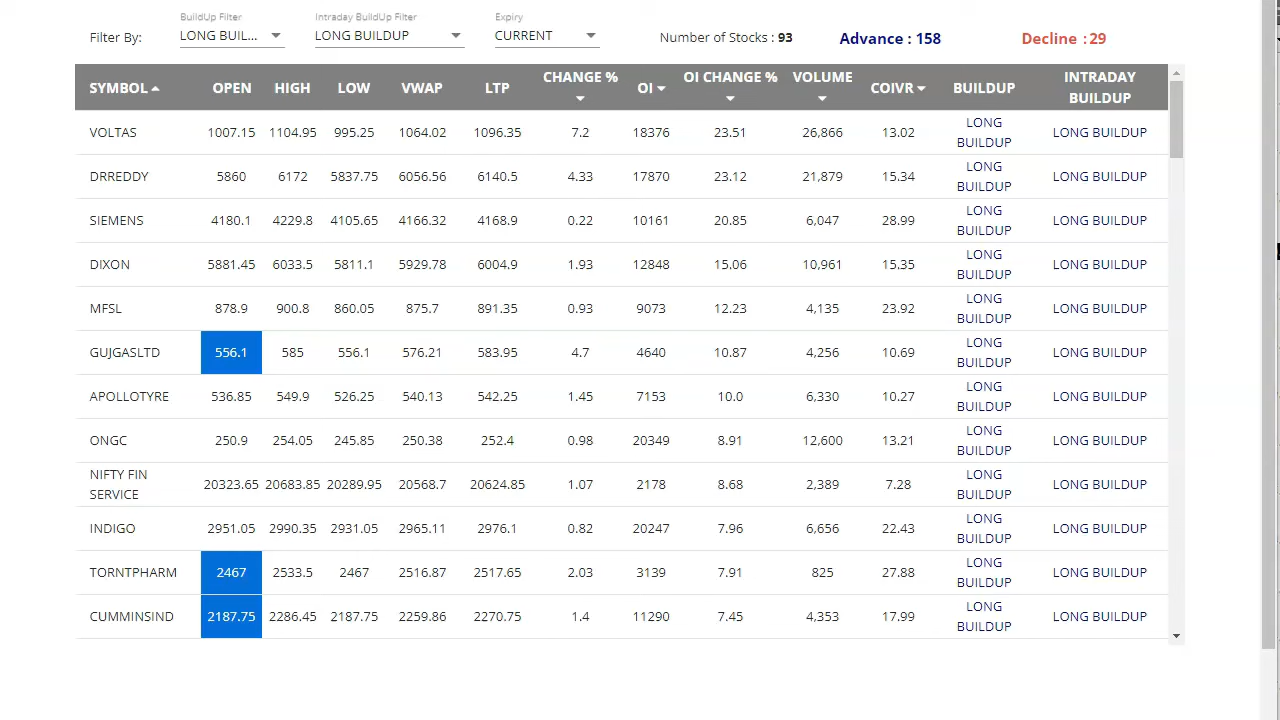 BuildUp Filter Intraday BuildUp Filter Expiry
Filter By: LONG BUIL... LONG BUILDUP CURRENT Number of Stocks : 93 Advance : 158 Decline : 29
SYMBOL OPEN HIGH LOW VWAP LTP CHANGE % OI OI CHANGE % VOLUME COIVR BUILDUP INTRADAY BUILDUP
VOLTAS 1007.15 1104.95 995.25 1064.02 1096.35 7.2 18376 23.51 26,866 13.02 LONG BUILDUP LONG BUILDUP
DRREDDY 5860 6172 5837.75 6056.56 6140.5 4.33 17870 23.12 21,879 15.34 LONG BUILDUP LONG BUILDUP
SIEMENS 4180.1 4229.8 4105.65 4166.32 4168.9 0.22 10161 20.85 6,047 28.99 LONG BUILDUP LONG BUILDUP
DIXON 5881.45 6033.5 5811.1 5929.78 6004.9 1.93 12848 15.06 10,961 15.35 LONG BUILDUP LONG BUILDUP
MFSL 878.9 900.8 860.05 875.7 891.35 0.93 9073 12.23 4,135 23.92 LONG BUILDUP LONG BUILDUP
GUJGASLTD 556.1 585 556.1 576.21 583.95 4.7 4640 10.87 4,256 10.69 LONG BUILDUP LONG BUILDUP
APOLLOTYRE 536.85 549.9 526.25 540.13 542.25 1.45 7153 10.0 6,330 10.27 LONG BUILDUP LONG BUILDUP
ONGC 250.9 254.05 245.85 250.38 252.4 0.98 20349 8.91 12,600 13.21 LONG BUILDUP LONG BUILDUP
NIFTY FIN SERVICE 20323.65 20683.85 20289.95 20568.7 20624.85 1.07 2178 8.68 2,389 7.28 LONG BUILDUP LONG BUILDUP
INDIGO 2951.05 2990.35 2931.05 2965.11 2976.1 0.82 20247 7.96 6,656 22.43 LONG BUILDUP LONG BUILDUP
TORNTPHARM 2467 2533.5 2467 2516.87 2517.65 2.03 3139 7.91 825 27.88 LONG BUILDUP LONG BUILDUP
CUMMINSIND 2187.75 2286.45 2187.75 2259.86 2270.75 1.4 11290 7.45 4,353 17.99 LONG BUILDUP LONG BUILDUP